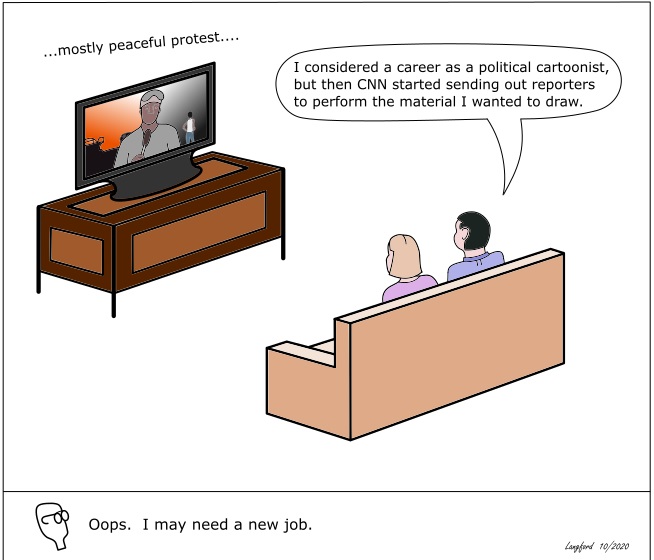 ...mostly peaceful protest....
I considered a career as a political cartoonist,
but then CNN started sending out reporters
to perform the material I wanted to draw.
Oops.  I may need a new job.
Langford 10/2020